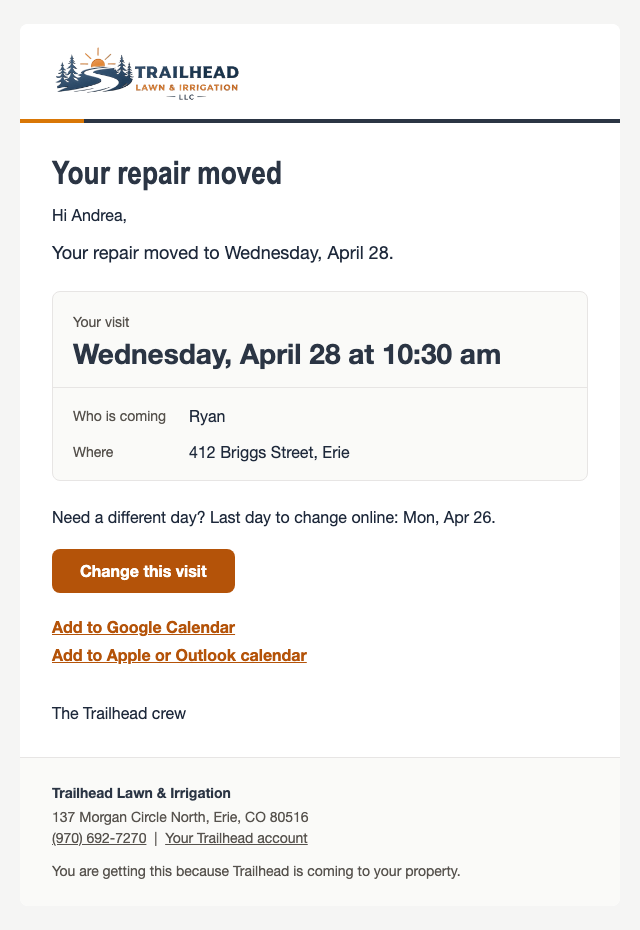 TRAILHEAD
LAWN & IRRIGATION
LLC
Your repair moved
Hi Andrea,
Your repair moved to Wednesday, April 28.
Your visit
Wednesday, April 28 at 10:30 am
Who is coming Ryan
Where 412 Briggs Street, Erie
Need a different day? Last day to change online: Mon, Apr 26.
Change this visit
Add to Google Calendar
Add to Apple or Outlook calendar
The Trailhead crew
Trailhead Lawn & Irrigation
137 Morgan Circle North, Erie, CO 80516
(970) 692-7270 | Your Trailhead account
You are getting this because Trailhead is coming to your property.